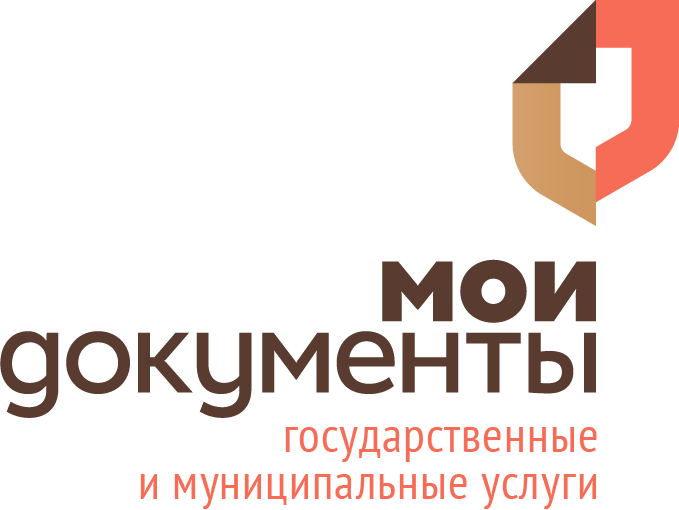 мои
документы
государственные
и муниципальные услуги